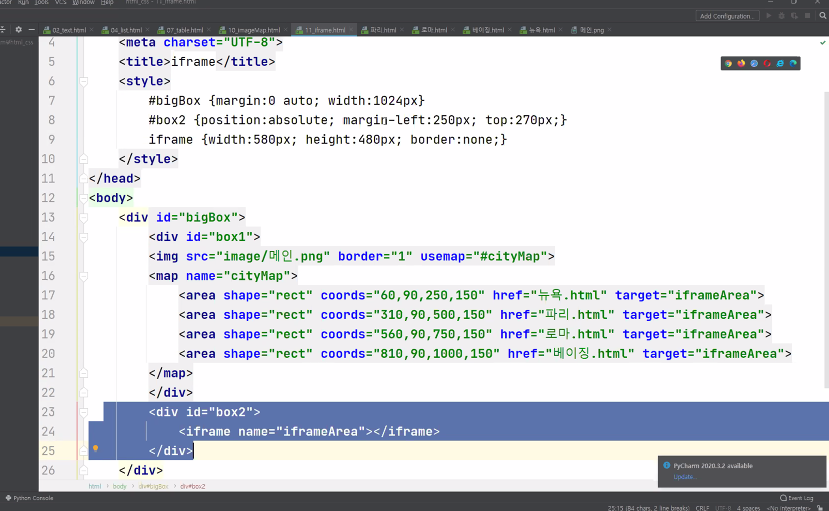 Run Tools VCS Window Help html_css - 11_iframe.html
Add Configuration...
02_text.html 04_list.html 07_table.html 10_imageMap.html 11_iframe.html 파리.html 로마.html 베이징.html 뉴욕.html 메인.png
4 <meta charset="UTF-8">
5 <title>iframe</title>
6 <style>
7 #bigBox {margin:0 auto; width:1024px}
8 #box2 {position:absolute; margin-left:250px; top:270px;}
9 iframe {width:580px; height:480px; border:none;}
10 </style>
11 </head>
12 <body>
13 <div id="bigBox">
14 <div id="box1">
15 <img src="image/메인.png" border="1" usemap="#cityMap">
16 <map name="cityMap">
17 <area shape="rect" coords="60,90,250,150" href="뉴욕.html" target="iframeArea">
18 <area shape="rect" coords="310,90,500,150" href="파리.html" target="iframeArea">
19 <area shape="rect" coords="560,90,750,150" href="로마.html" target="iframeArea">
20 <area shape="rect" coords="810,90,1000,150" href="베이징.html" target="iframeArea">
21 </map>
22 </div>
23 <div id="box2">
24 <iframe name="iframeArea"></iframe>
25 </div>
26 </div>
PyCharm 2020.3.2 available
Update...
html body div#bigBox div#box2
Python Console Event Log
25:15 (84 chars, 2 line breaks) CRLF UTF-8 4 spaces <No interpreter>